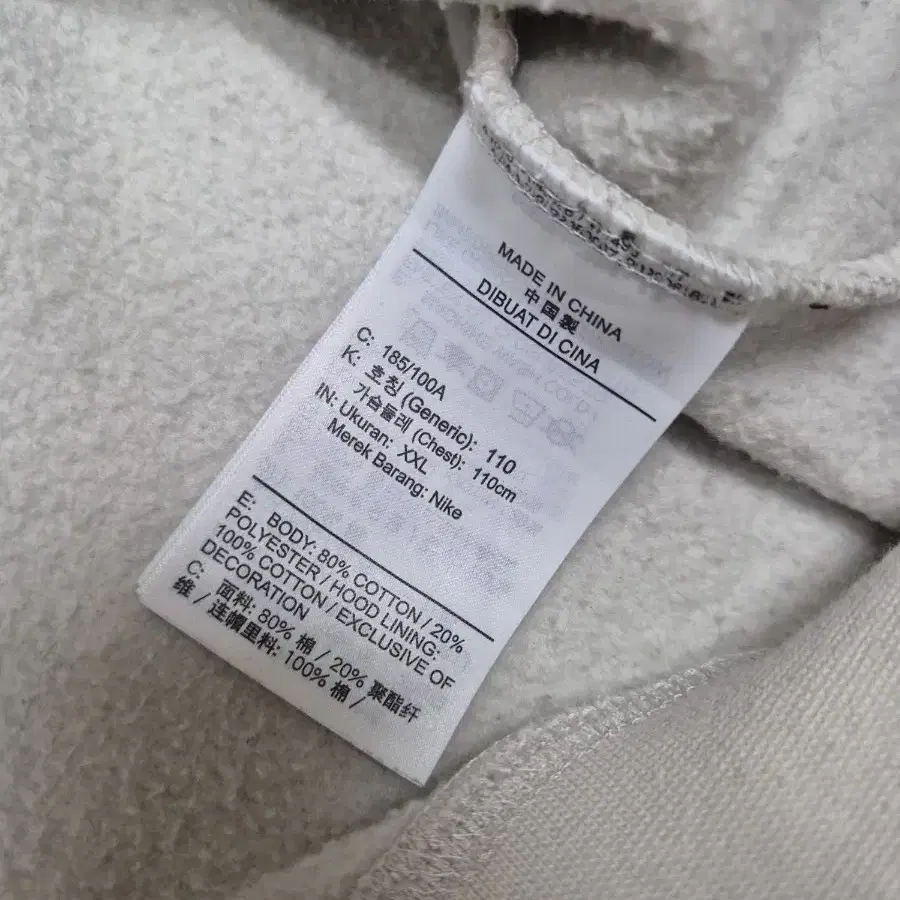 MADE IN CHINA
中国製
DIBUAT DI CINA
C: 185/100A
K: 호칭 (Generic): 110
가슴둘레 (Chest): 110cm
IN: Ukuran: XXL
Merek Barang: Nike
E: BODY: 80% COTTON / 20%
POLYESTER / HOOD LINING:
100% COTTON / EXCLUSIVE OF
DECORATION
C: 面料: 80% 棉 / 20% 聚酯纤
维 / 连帽里料: 100% 棉 /